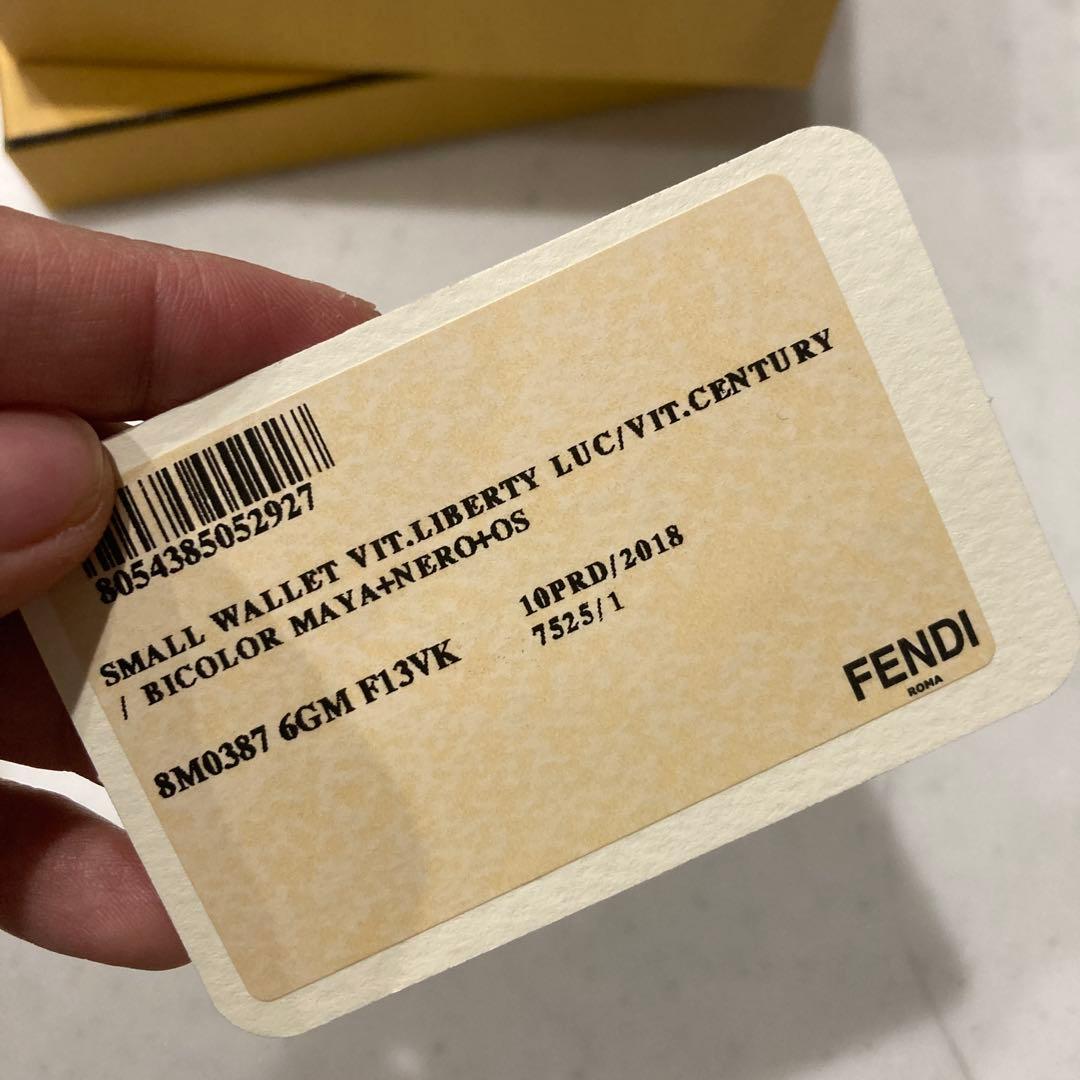 8054385052927
SMALL WALLET VIT.LIBERTY LUC/VIT.CENTURY
/ BICOLOR MAYA+NERO+OS
8M0387 6GM F13VK
10PRD/2018
7525/1
FENDI
ROMA